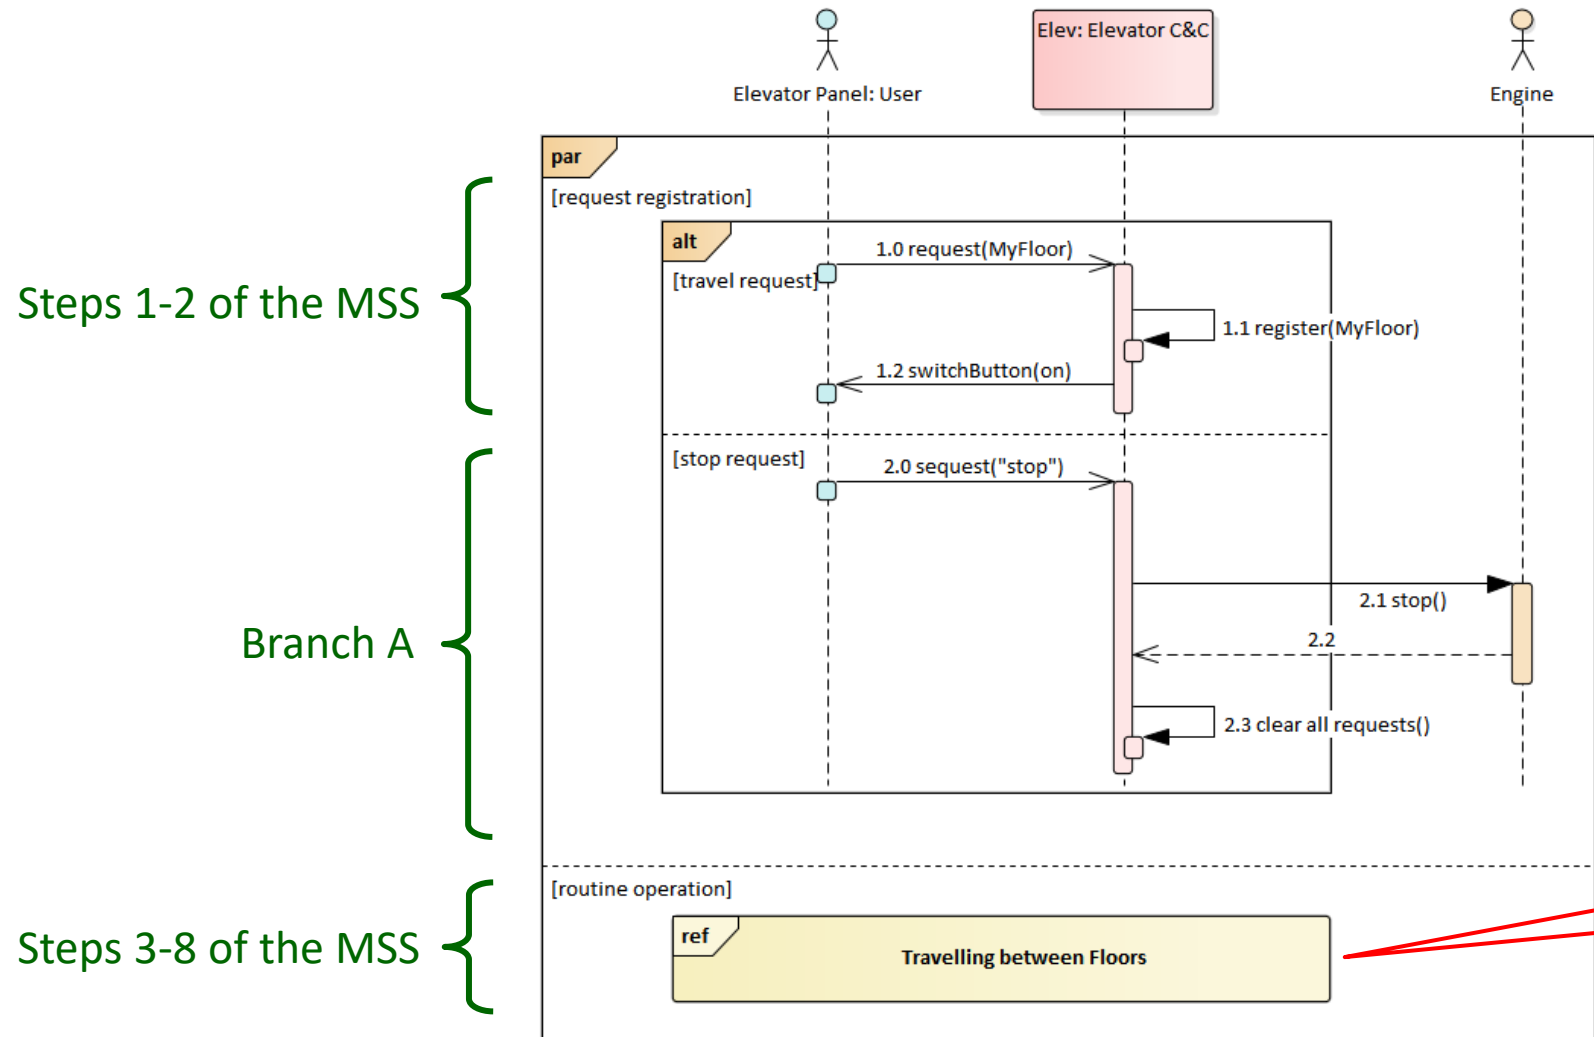 Elev: Elevator C&C
Elevator Panel: User
Engine
par
[request registration]
alt
1.0 request(MyFloor)
[travel request]
Steps 1-2 of the MSS
1.1 register(MyFloor)
1.2 switchButton(on)
[stop request]
2.0 sequest("stop")
2.1 stop()
Branch A
2.2
2.3 clear all requests()
[routine operation]
ref
Steps 3-8 of the MSS
Travelling between Floors